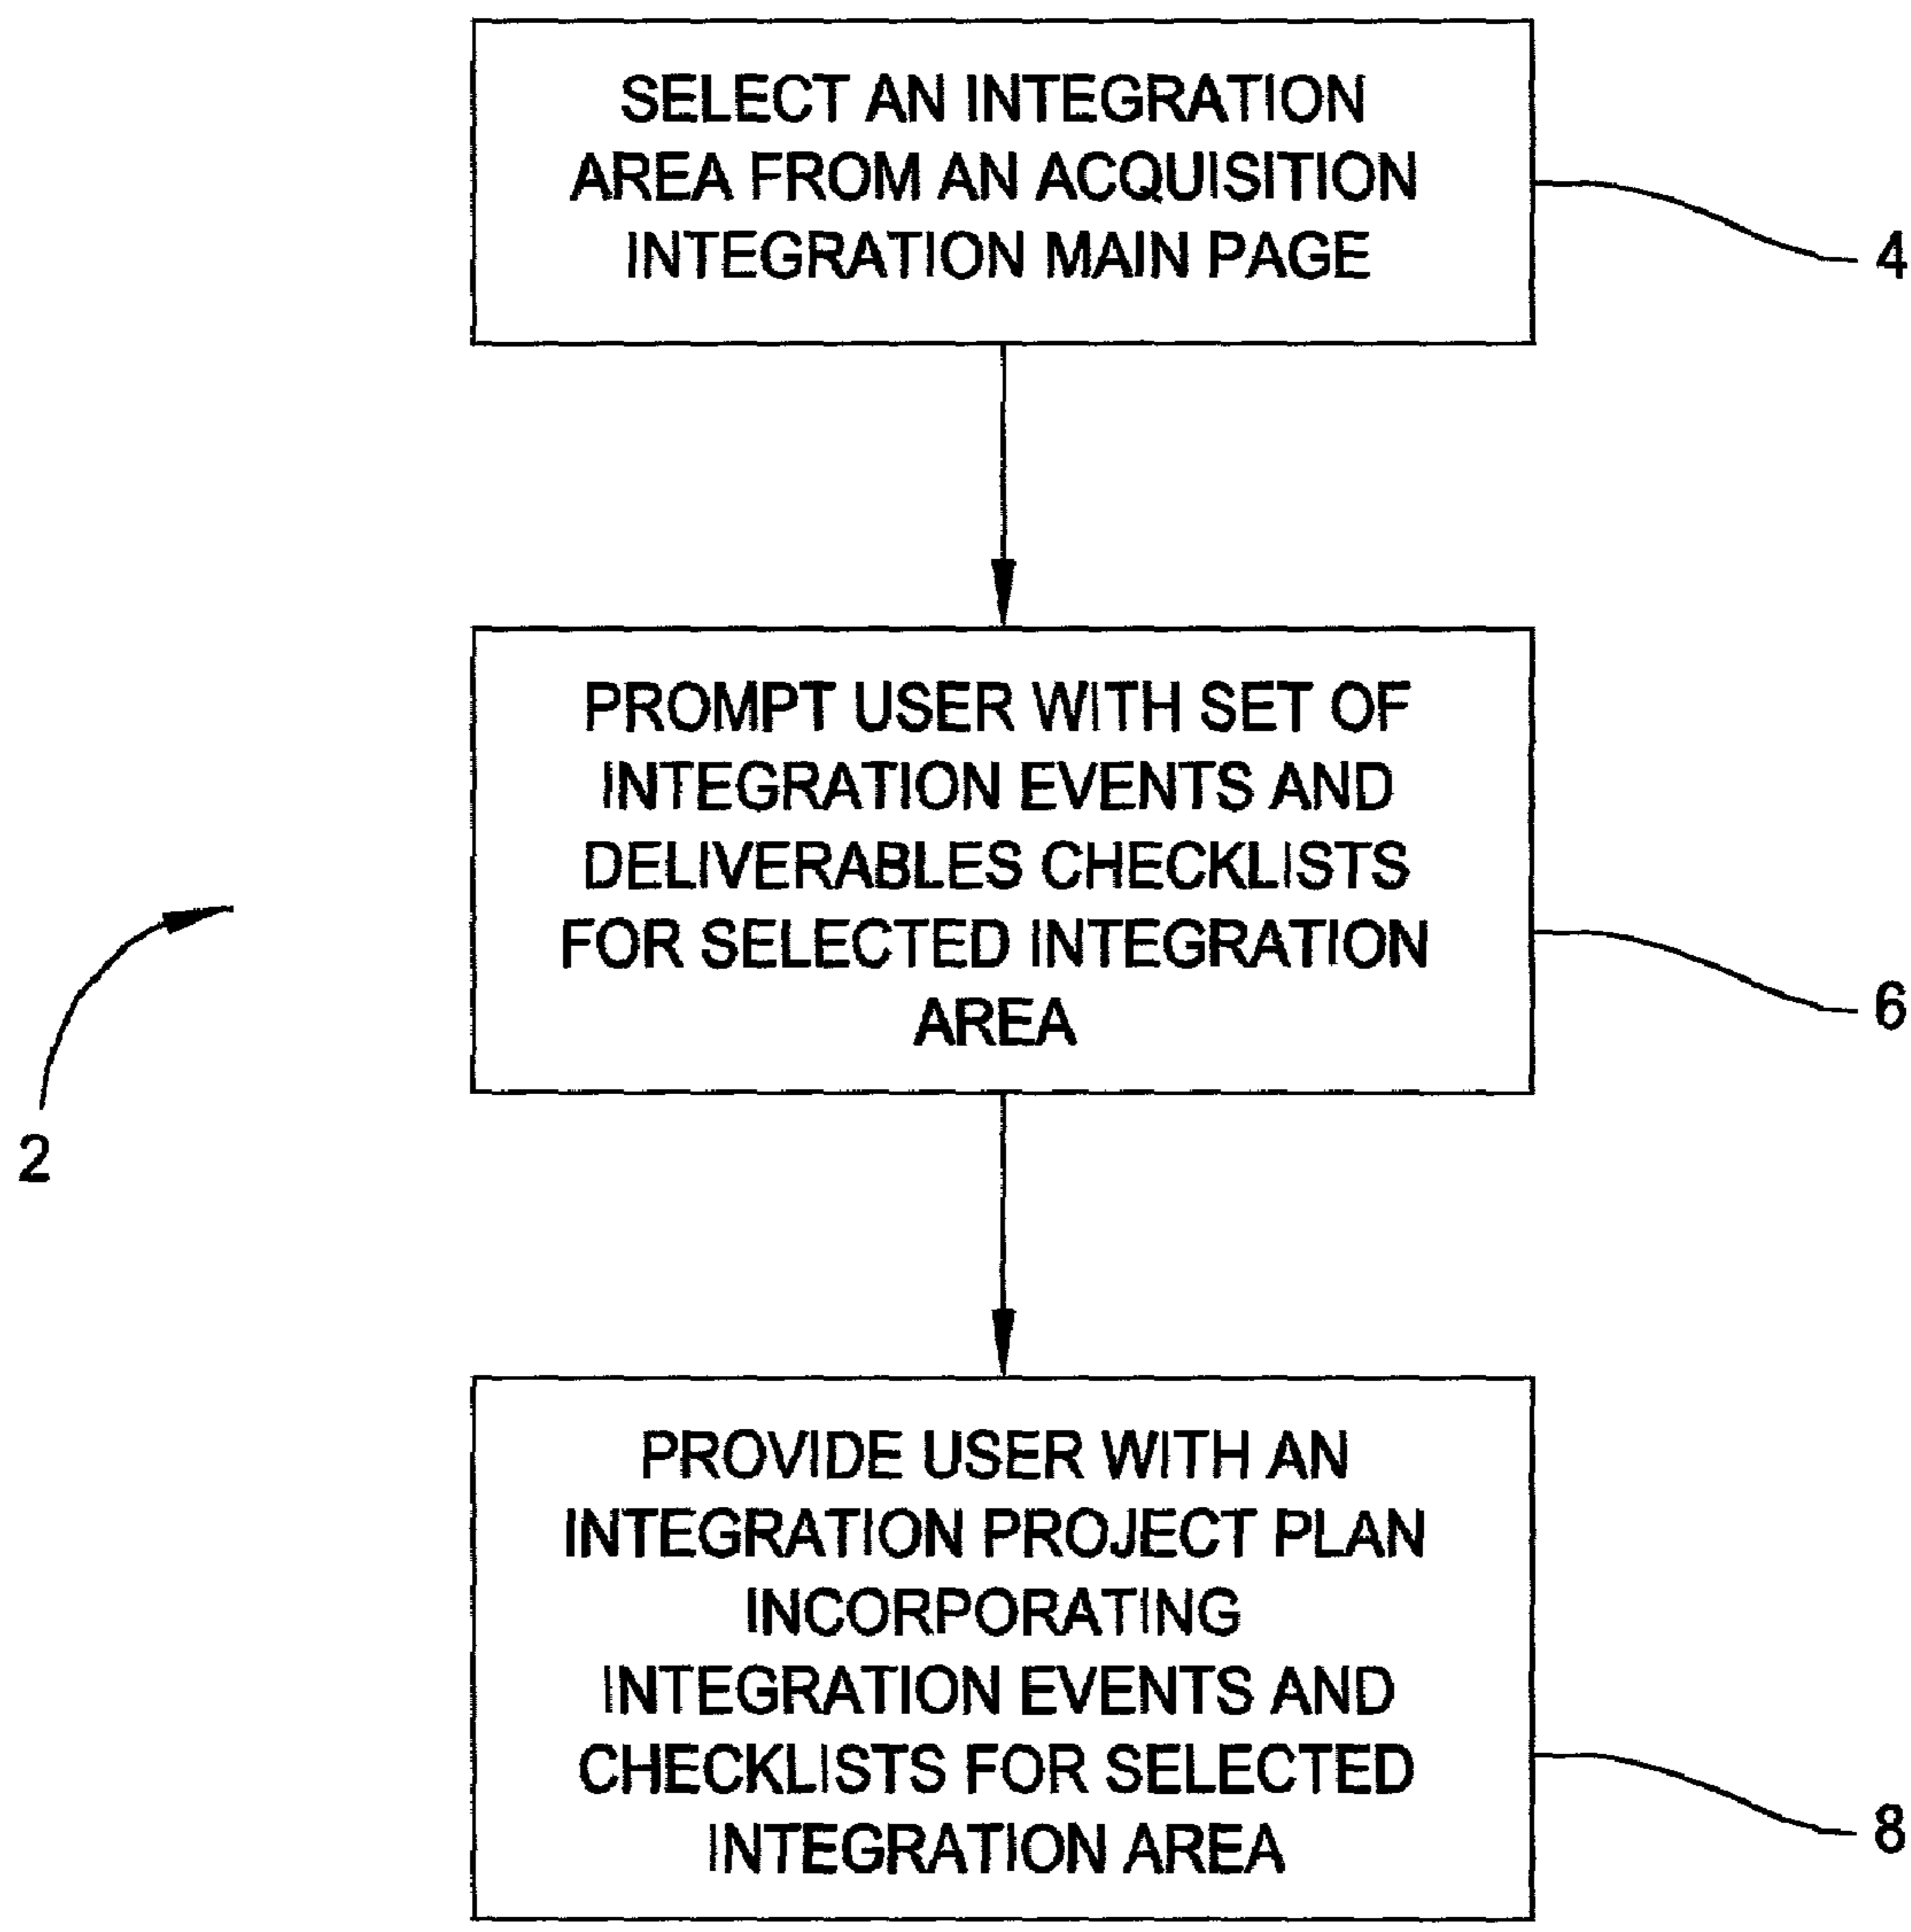 SELECT AN INTEGRATION
AREA FROM AN ACQUISITION
INTEGRATION MAIN PAGE
4
PROMPT USER WITH SET OF
INTEGRATION EVENTS AND
DELIVERABLES CHECKLISTS
FOR SELECTED INTEGRATION
AREA
6
2
PROVIDE USER WITH AN
INTEGRATION PROJECT PLAN
INCORPORATING
INTEGRATION EVENTS AND
CHECKLISTS FOR SELECTED
INTEGRATION AREA
8